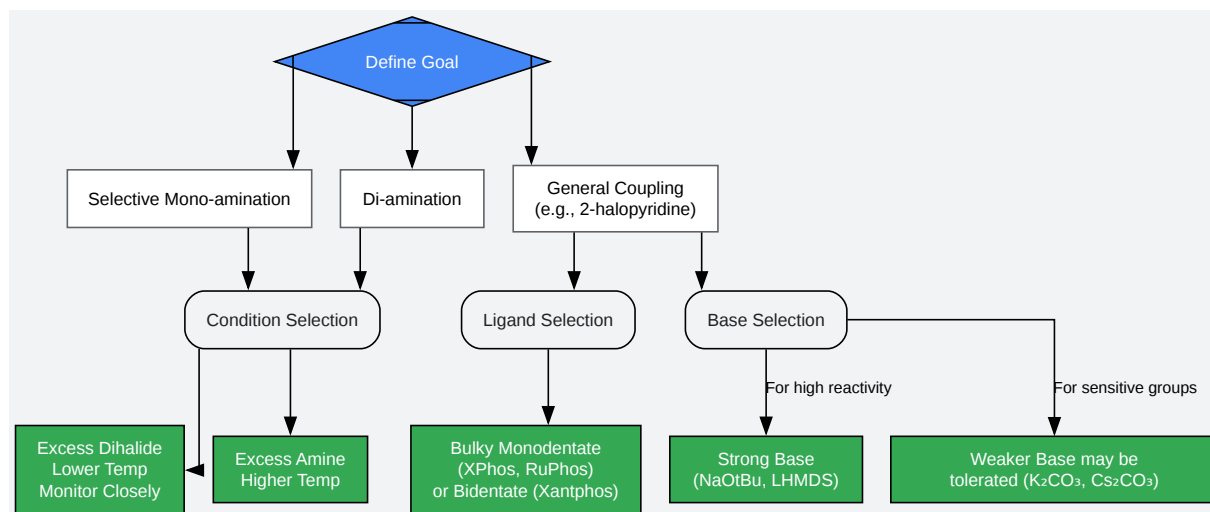 Define Goal
Selective Mono-amination
Di-amination
General Coupling
(e.g., 2-halopyridine)
Condition Selection
Ligand Selection
Base Selection
For high reactivity
For sensitive groups
Excess Dihalide
Lower Temp
Monitor Closely
Excess Amine
Higher Temp
Bulky Monodentate
(XPhos, RuPhos)
or Bidentate (Xantphos)
Strong Base
(NaOtBu, LHMDS)
Weaker Base may be
tolerated (K₂CO₃, Cs₂CO₃)